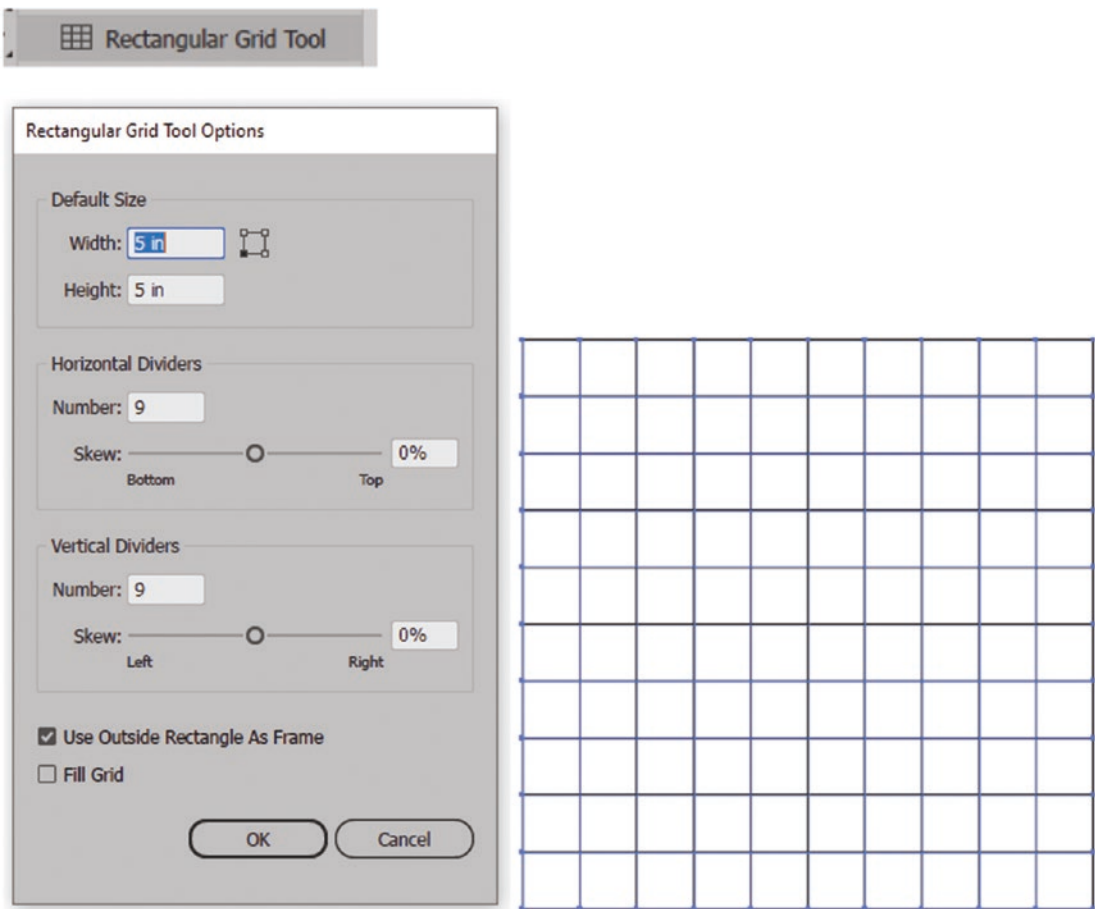 Rectangular Grid Tool
Rectangular Grid Tool Options
Default Size
Width: 5 in
Height: 5 in
Horizontal Dividers
Number: 9
Skew: 0%
Bottom Top
Vertical Dividers
Number: 9
Skew: 0%
Left Right
Use Outside Rectangle As Frame
Fill Grid
OK Cancel